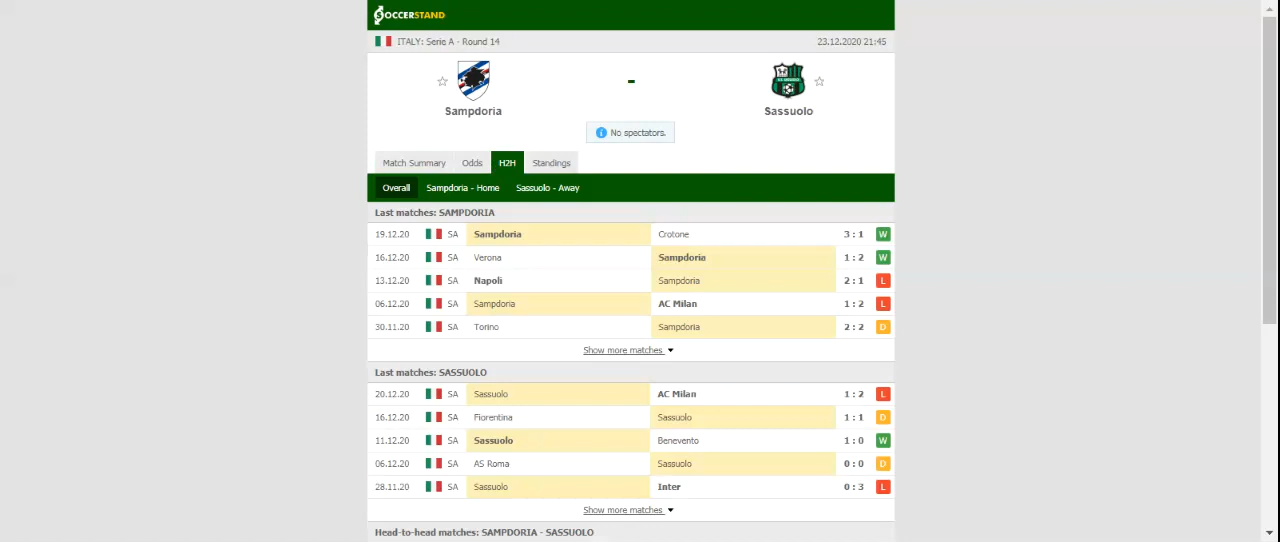 SOCCERSTAND
ITALY: Serie A - Round 14 23.12.2020 21:45
-
Sampdoria Sassuolo
No spectators.
Match Summary Odds H2H Standings
Overall Sampdoria - Home Sassuolo - Away
Last matches: SAMPDORIA
19.12.20 SA Sampdoria Crotone 3 : 1 W
16.12.20 SA Verona Sampdoria 1 : 2 W
13.12.20 SA Napoli Sampdoria 2 : 1 L
06.12.20 SA Sampdoria AC Milan 1 : 2 L
30.11.20 SA Torino Sampdoria 2 : 2 D
Show more matches
Last matches: SASSUOLO
20.12.20 SA Sassuolo AC Milan 1 : 2 L
16.12.20 SA Fiorentina Sassuolo 1 : 1 D
11.12.20 SA Sassuolo Benevento 1 : 0 W
06.12.20 SA AS Roma Sassuolo 0 : 0 D
28.11.20 SA Sassuolo Inter 0 : 3 L
Show more matches
Head-to-head matches: SAMPDORIA - SASSUOLO